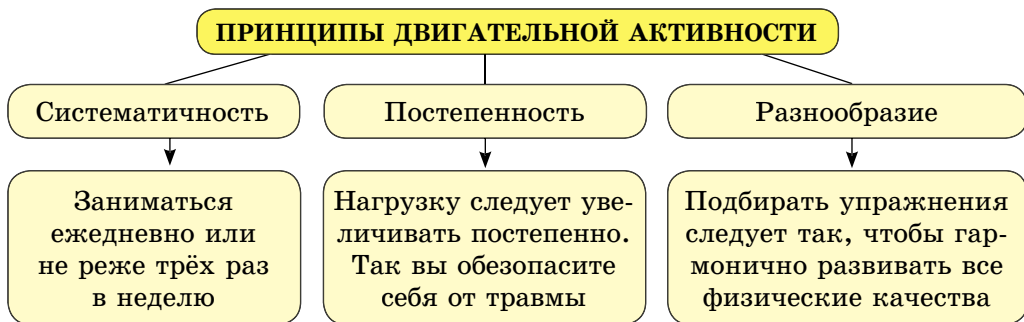 ПРИНЦИПЫ ДВИГАТЕЛЬНОЙ АКТИВНОСТИ
Систематичность
Заниматься
ежедневно или
не реже трёх раз
в неделю
Постепенность
Нагрузку следует уве-
личивать постепенно.
Так вы обезопасите
себя от травмы
Разнообразие
Подбирать упражнения
следует так, чтобы гар-
монично развивать все
физические качества